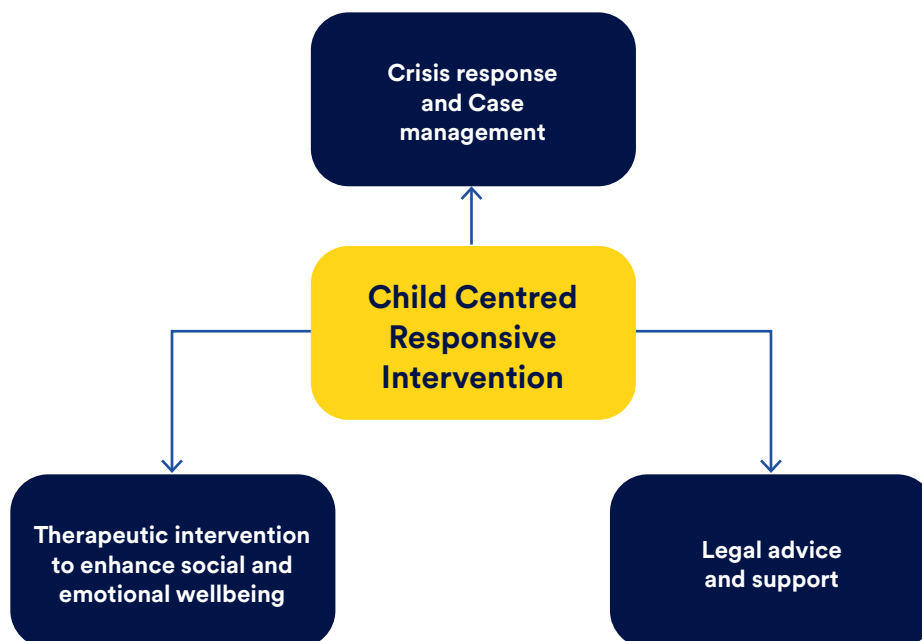 Crisis response
and Case
management
Child Centred
Responsive
Intervention
Therapeutic intervention
to enhance social and
emotional wellbeing
Legal advice
and support